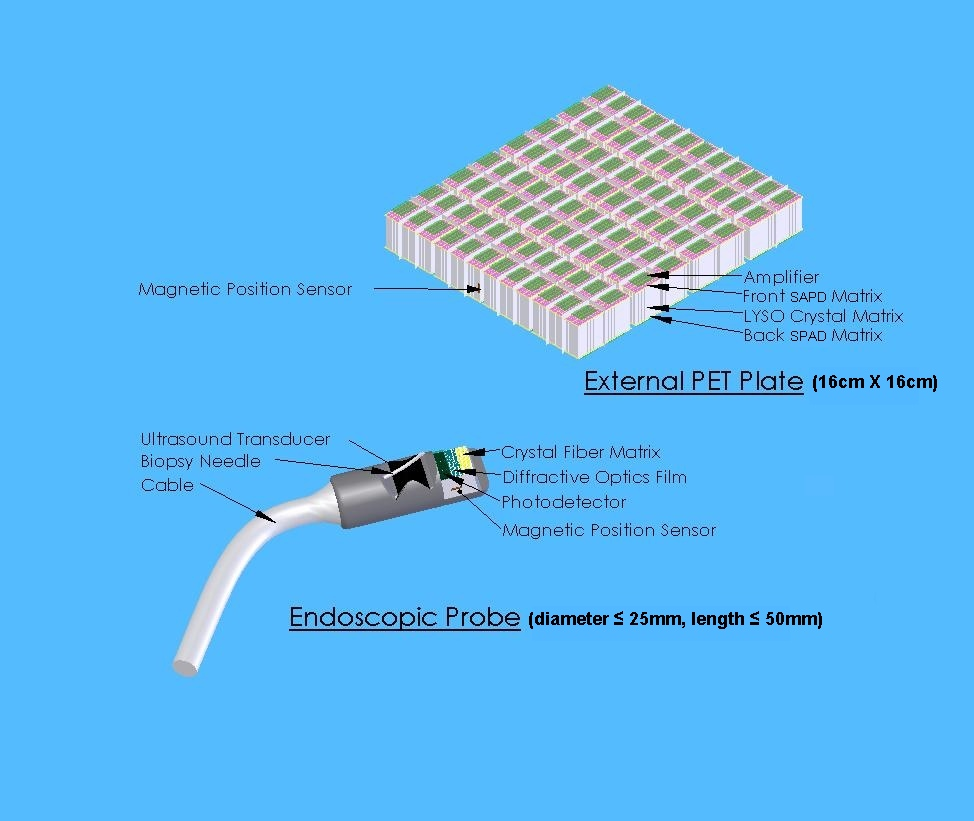 Magnetic Position Sensor
Amplifier
Front SAPD Matrix
LYSO Crystal Matrix
Back SPAD Matrix
External PET Plate (16cm X 16cm)
Ultrasound Transducer
Biopsy Needle
Cable
Crystal Fiber Matrix
Diffractive Optics Film
Photodetector
Magnetic Position Sensor
Endoscopic Probe (diameter ≤ 25mm, length ≤ 50mm)